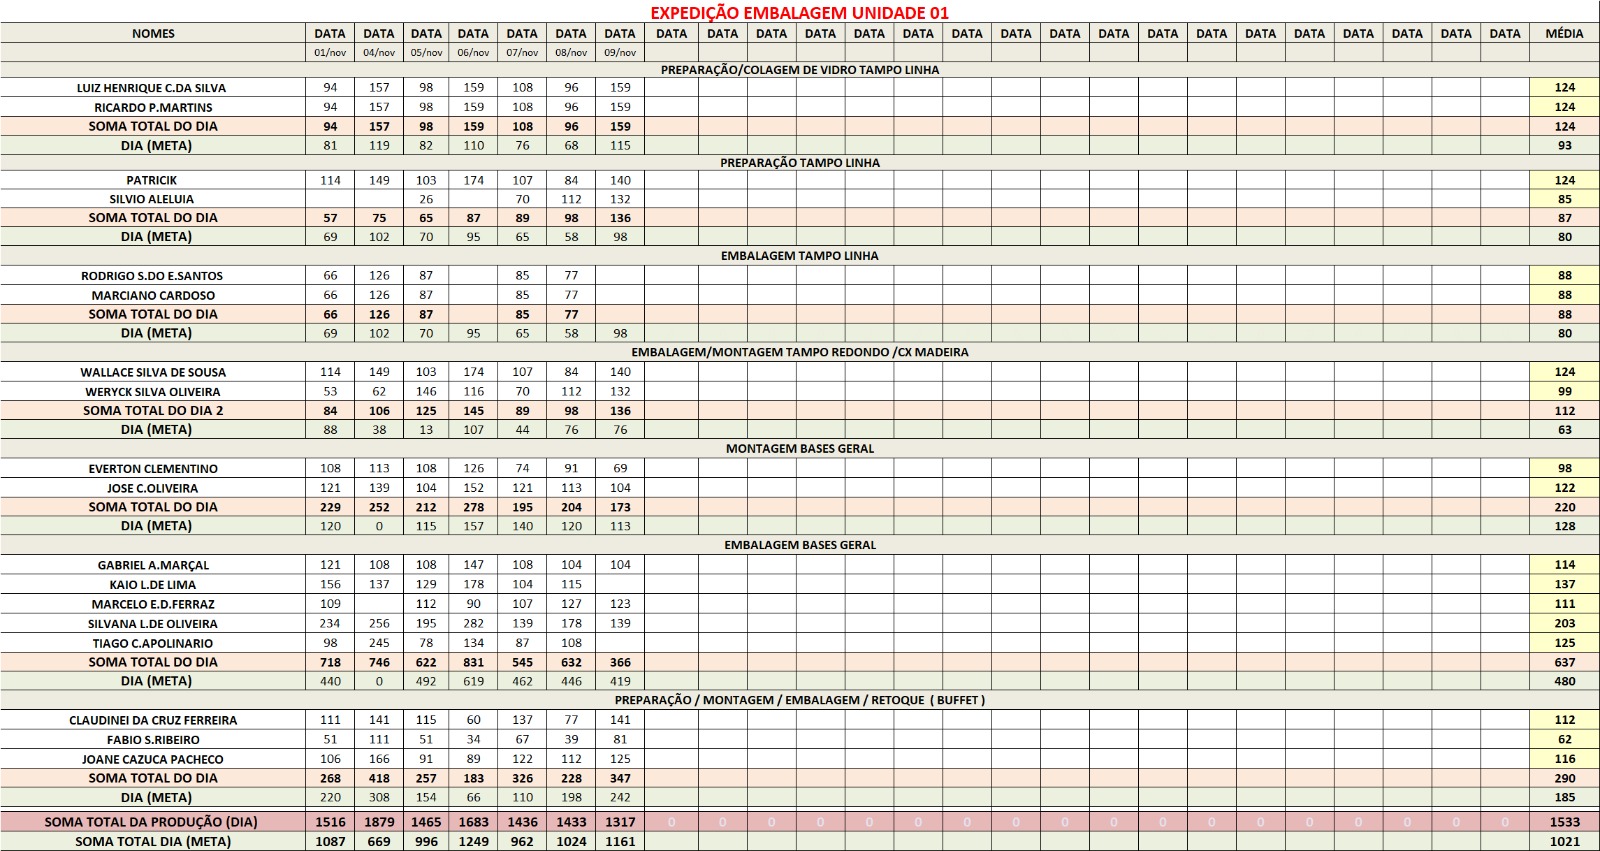 EXPEDIÇÃO EMBALAGEM UNIDADE 01
NOMES DATA DATA DATA DATA DATA DATA DATA DATA DATA DATA DATA DATA DATA DATA DATA DATA DATA DATA DATA DATA DATA DATA DATA DATA DATA MÉDIA
01/nov 04/nov 05/nov 06/nov 07/nov 08/nov 09/nov
PREPARAÇÃO/COLAGEM DE VIDRO TAMPO LINHA
LUIZ HENRIQUE C.DA SILVA 94 157 98 159 108 96 159 124
RICARDO P.MARTINS 94 157 98 159 108 96 159 124
SOMA TOTAL DO DIA 94 157 98 159 108 96 159 124
DIA (META) 81 119 82 110 76 68 115 93
PREPARAÇÃO TAMPO LINHA
PATRICIK 114 149 103 174 107 84 140 124
SILVIO ALELUIA 26 70 112 132 85
SOMA TOTAL DO DIA 57 75 65 87 89 98 136 87
DIA (META) 69 102 70 95 65 58 98 80
EMBALAGEM TAMPO LINHA
RODRIGO S.DO E.SANTOS 66 126 87 85 77 88
MARCIANO CARDOSO 66 126 87 85 77 88
SOMA TOTAL DO DIA 66 126 87 85 77 88
DIA (META) 69 102 70 95 65 58 98 80
EMBALAGEM/MONTAGEM TAMPO REDONDO /CX MADEIRA
WALLACE SILVA DE SOUSA 114 149 103 174 107 84 140 124
WERYCK SILVA OLIVEIRA 53 62 146 116 70 112 132 99
SOMA TOTAL DO DIA 2 84 106 125 145 89 98 136 112
DIA (META) 88 38 13 107 44 76 76 63
MONTAGEM BASES GERAL
EVERTON CLEMENTINO 108 113 108 126 74 91 69 98
JOSE C.OLIVEIRA 121 139 104 152 121 113 104 122
SOMA TOTAL DO DIA 229 252 212 278 195 204 173 220
DIA (META) 120 0 115 157 140 120 113 128
EMBALAGEM BASES GERAL
GABRIEL A.MARÇAL 121 108 108 147 108 104 104 114
KAIO L.DE LIMA 156 137 129 178 104 115 137
MARCELO E.D.FERRAZ 109 112 90 107 127 123 111
SILVANA L.DE OLIVEIRA 234 256 195 282 139 178 139 203
TIAGO C.APOLINARIO 98 245 78 134 87 108 125
SOMA TOTAL DO DIA 718 746 622 831 545 632 366 637
DIA (META) 440 0 492 619 462 446 419 480
PREPARAÇÃO / MONTAGEM / EMBALAGEM / RETOQUE ( BUFFET )
CLAUDINEI DA CRUZ FERREIRA 111 141 115 60 137 77 141 112
FABIO S.RIBEIRO 51 111 51 34 67 39 81 62
JOANE CAZUCA PACHECO 106 166 91 89 122 112 125 116
SOMA TOTAL DO DIA 268 418 257 183 326 228 347 290
DIA (META) 220 308 154 66 110 198 242 185
SOMA TOTAL DA PRODUÇÃO (DIA) 1516 1879 1465 1683 1436 1433 1317 0 0 0 0 0 0 0 0 0 0 0 0 0 0 0 0 0 0 1533
SOMA TOTAL DIA (META) 1087 669 996 1249 962 1024 1161 1021